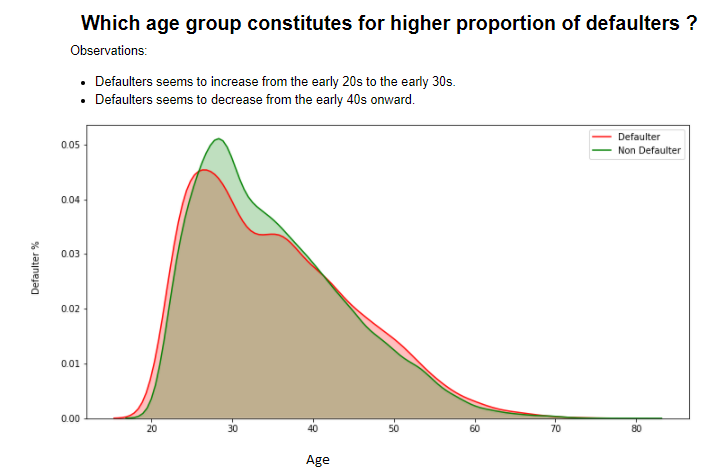 Which age group constitutes for higher proportion of defaulters ?
Observations:
• Defaulters seems to increase from the early 20s to the early 30s.
• Defaulters seems to decrease from the early 40s onward.
Defaulter
Non Defaulter
0.05
0.04
0.03
0.02
0.01
0.00
Defaulter %
20 30 40 50 60 70 80
Age